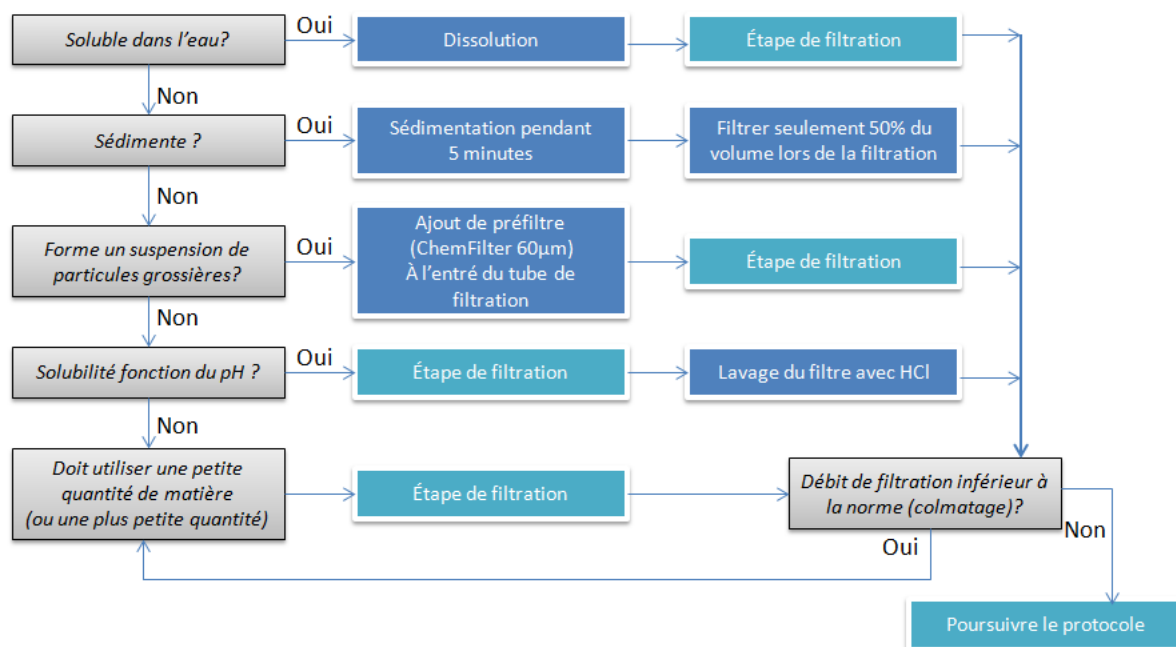 Soluble dans l'eau?
Oui
Dissolution
Étape de filtration
Non
Sédimente ?
Oui
Sédimentation pendant
5 minutes
Filtrer seulement 50% du
volume lors de la filtration
Non
Forme un suspension de
particules grossières?
Oui
Ajout de préfiltre
(ChemFilter 60µm)
À l'entré du tube de
filtration
Étape de filtration
Non
Solubilité fonction du pH ?
Oui
Étape de filtration
Lavage du filtre avec HCl
Non
Doit utiliser une petite
quantité de matière
(ou une plus petite quantité)
Étape de filtration
Débit de filtration inférieur à
la norme (colmatage)?
Oui
Non
Poursuivre le protocole